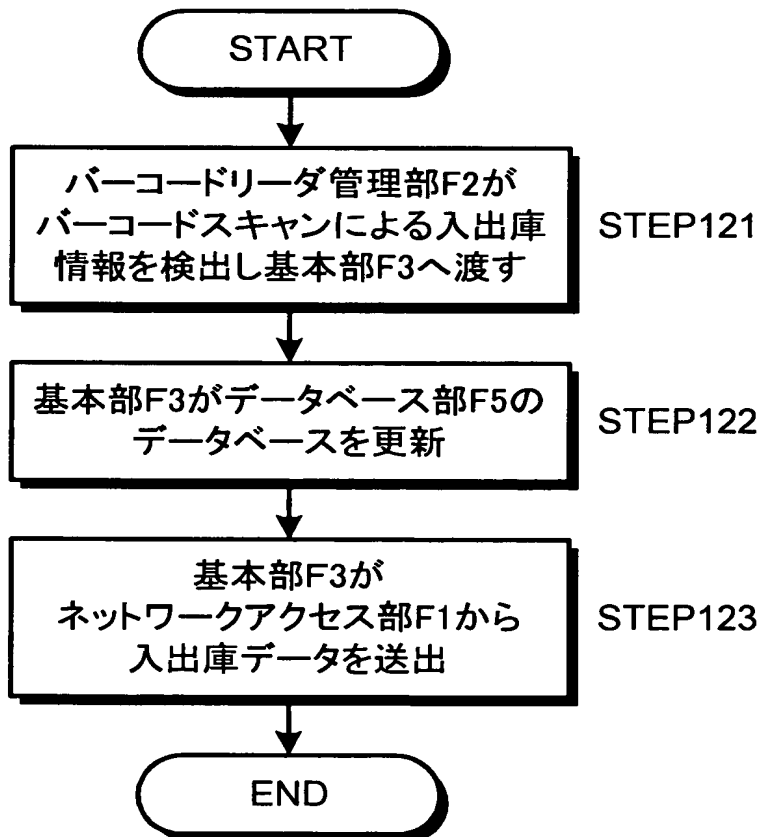 START
バーコードリーダ管理部F2が
バーコードスキャンによる入出庫
情報を検出し基本部F3へ渡す
STEP121
基本部F3がデータベース部F5の
データベースを更新
STEP122
基本部F3が
ネットワークアクセス部F1から
入出庫データを送出
STEP123
END